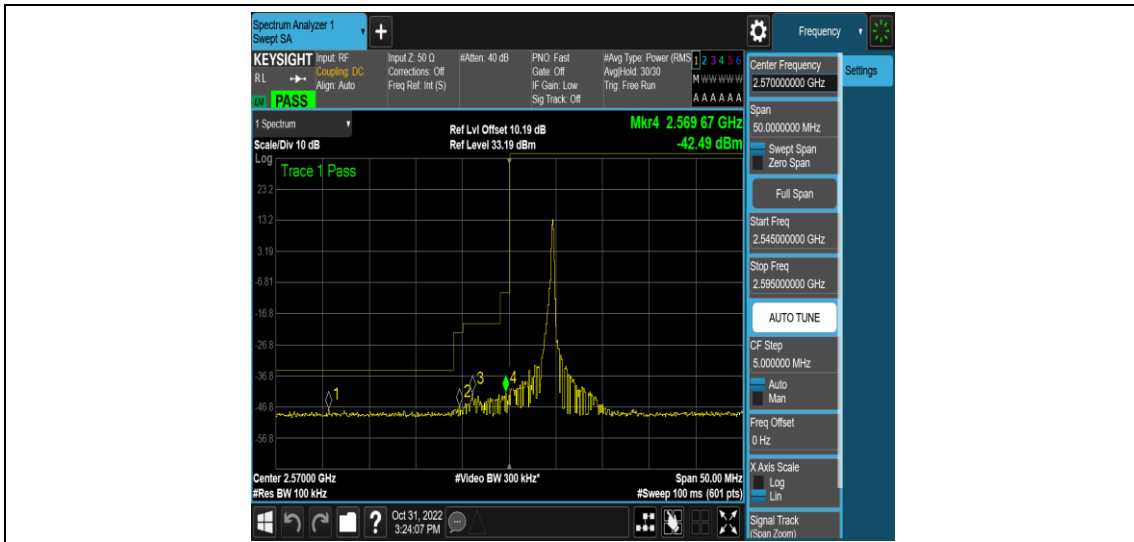 Spectrum Analyzer 1
Swept SA
+
Frequency
KEYSIGHT
RL
PASS
Input: RF
Coupling: DC
Align: Auto
Input Z: 50 Ω
Corrections: Off
Freq Ref: Int (S)
#Atten: 40 dB
PNO: Fast
Gate: Off
IF Gain: Low
Sig Track: Off
#Avg Type: Power (RMS
Avg|Hold: 30/30
Trig: Free Run
1 2 3 4 5 6
M W W W W W
A A A A A A
1 Spectrum
Scale/Div 10 dB
Ref Lvl Offset 10.19 dB
Ref Level 33.19 dBm
Mkr4 2.569 67 GHz
-42.49 dBm
Log
Trace 1 Pass
23.2
13.2
3.19
-6.81
-16.8
-26.8
-36.8
-46.8
-56.8
1
2
3
4
Center 2.57000 GHz
#Res BW 100 kHz
#Video BW 300 kHz*
Span 50.00 MHz
#Sweep 100 ms (601 pts)
Center Frequency
2.570000000 GHz
Settings
Span
50.0000000 MHz
Swept Span
Zero Span
Full Span
Start Freq
2.545000000 GHz
Stop Freq
2.595000000 GHz
AUTO TUNE
CF Step
5.000000 MHz
Auto
Man
Freq Offset
0 Hz
X Axis Scale
Log
Lin
Signal Track
(Span Zoom)
?
Oct 31, 2022
3:24:07 PM